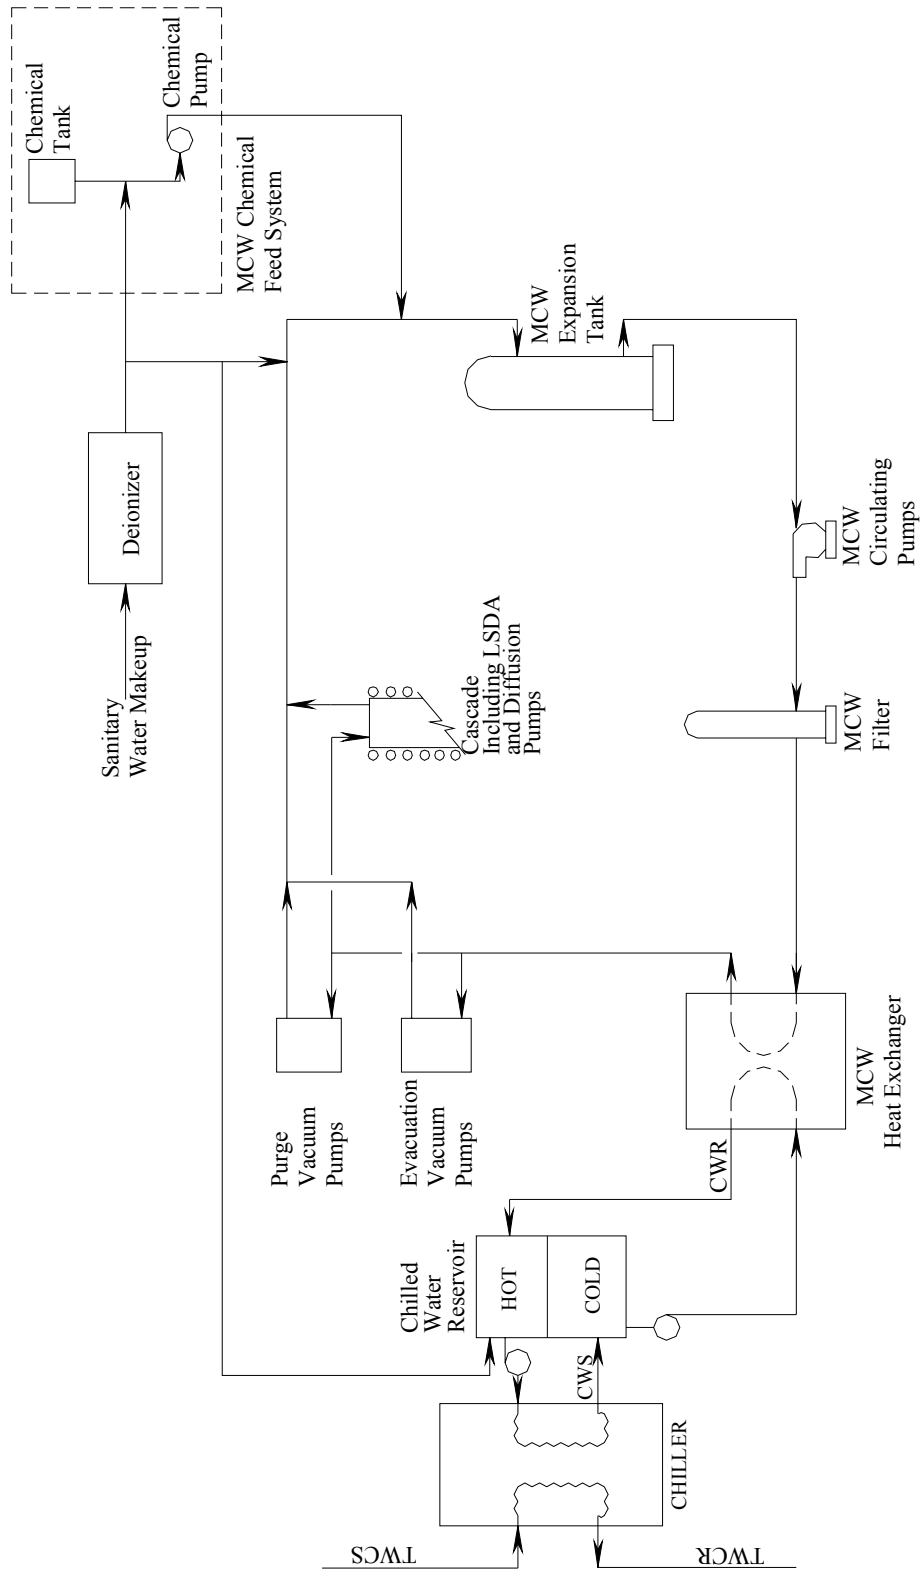 Chemical
Tank
Chemical
Pump
MCW Chemical
Feed System
Deionizer
Sanitary
Water Makeup
MCW
Expansion
Tank
MCW
Circulating
Pumps
MCW
Filter
Cascade
Including LSDA
and Diffusion
Pumps
Purge
Vacuum
Pumps
Evacuation
Vacuum
Pumps
MCW
Heat Exchanger
CWR
Chilled
Water
Reservoir
HOT
COLD
CWS
CHILLER
TWCS
TWCR